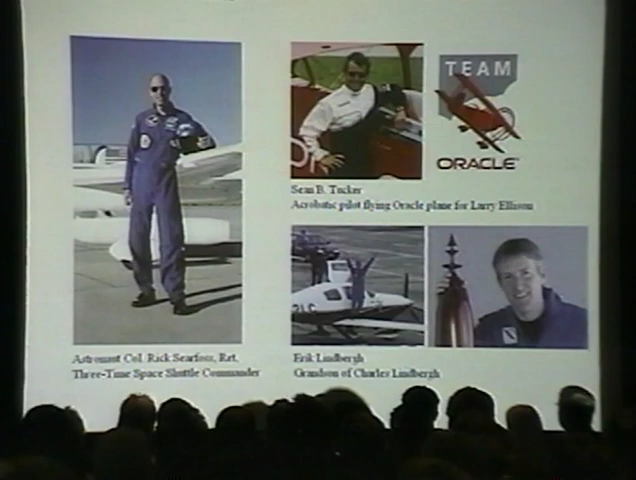 TEAM
ORACLE
Sean B. Tucker
Acrobatic pilot flying Oracle plane for Larry Ellison
Astronaut Col. Rick Searfoss, Ret.
Three-Time Space Shuttle Commander
Erik Lindbergh
Grandson of Charles Lindbergh